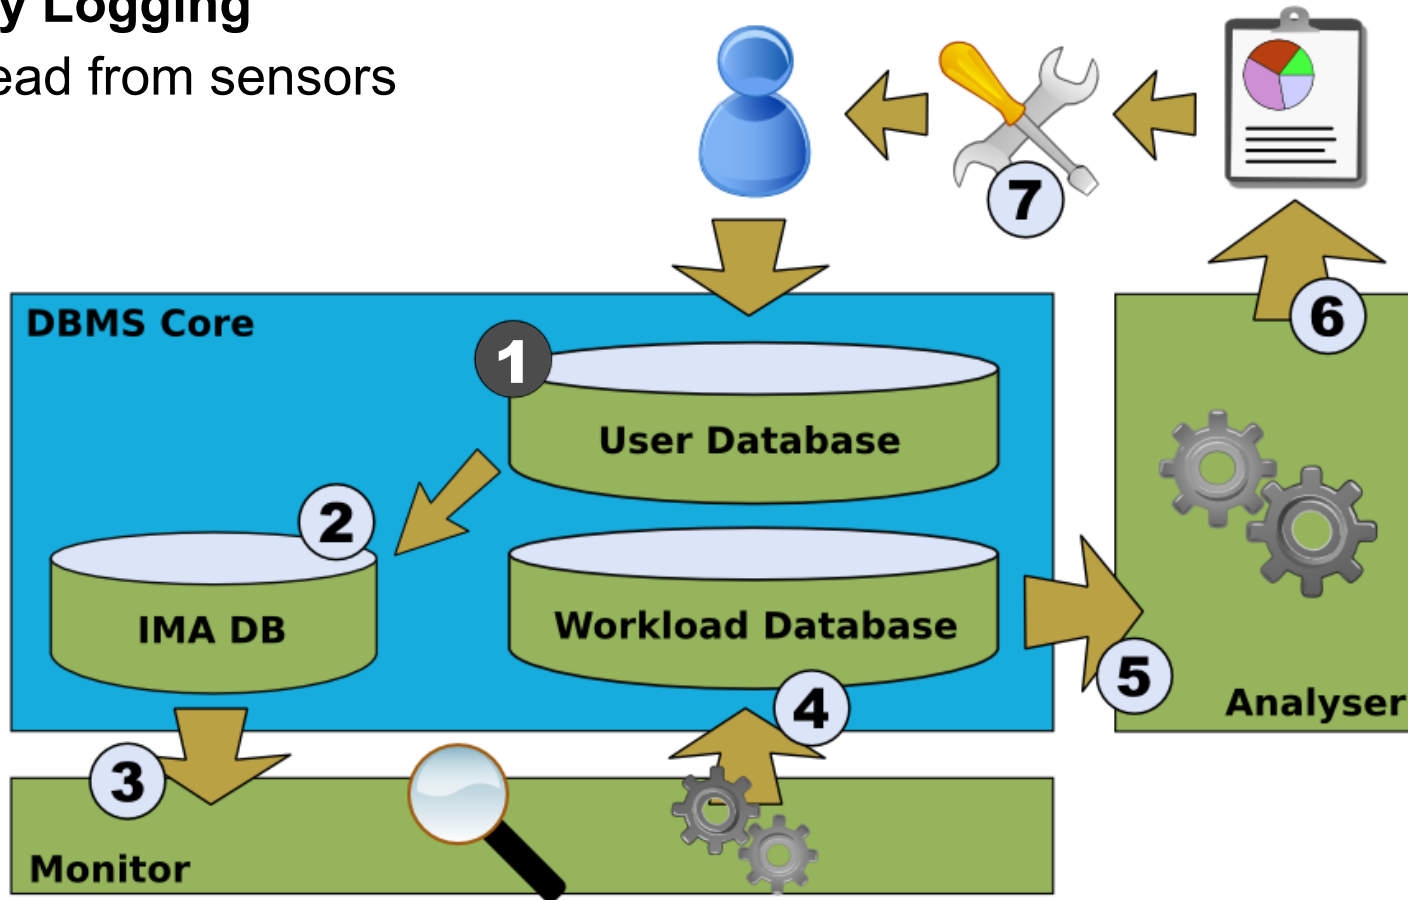 y Logging
ead from sensors
7
6
DBMS Core
1
User Database
2
IMA DB
Workload Database
5
4
Analyser
3
Monitor